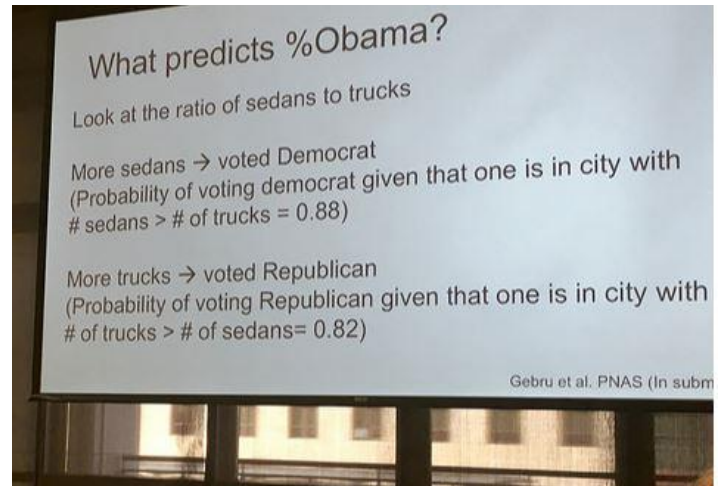 What predicts %Obama?
Look at the ratio of sedans to trucks
More sedans → voted Democrat
(Probability of voting democrat given that one is in city with
# sedans > # of trucks = 0.88)
More trucks → voted Republican
(Probability of voting Republican given that one is in city with
# of trucks > # of sedans= 0.82)
Gebru et al. PNAS (In subm